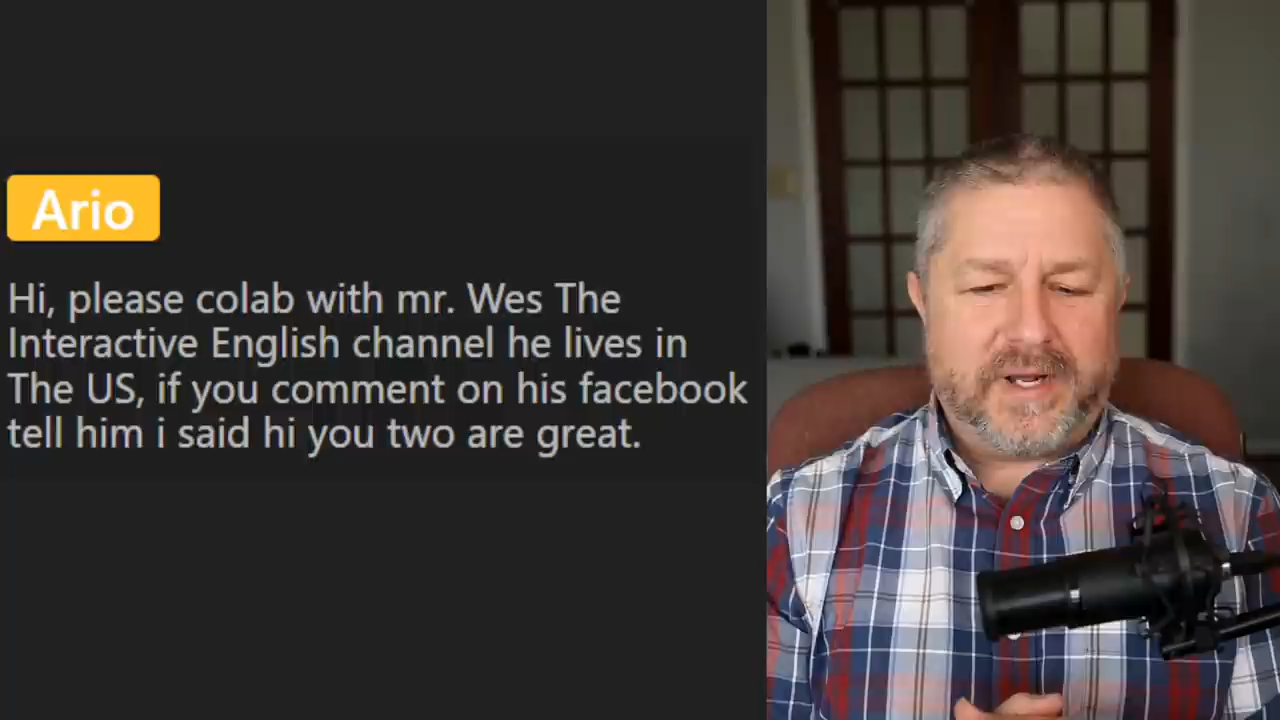 Ario
Hi, please colab with mr. Wes The
Interactive English channel he lives in
The US, if you comment on his facebook
tell him i said hi you two are great.